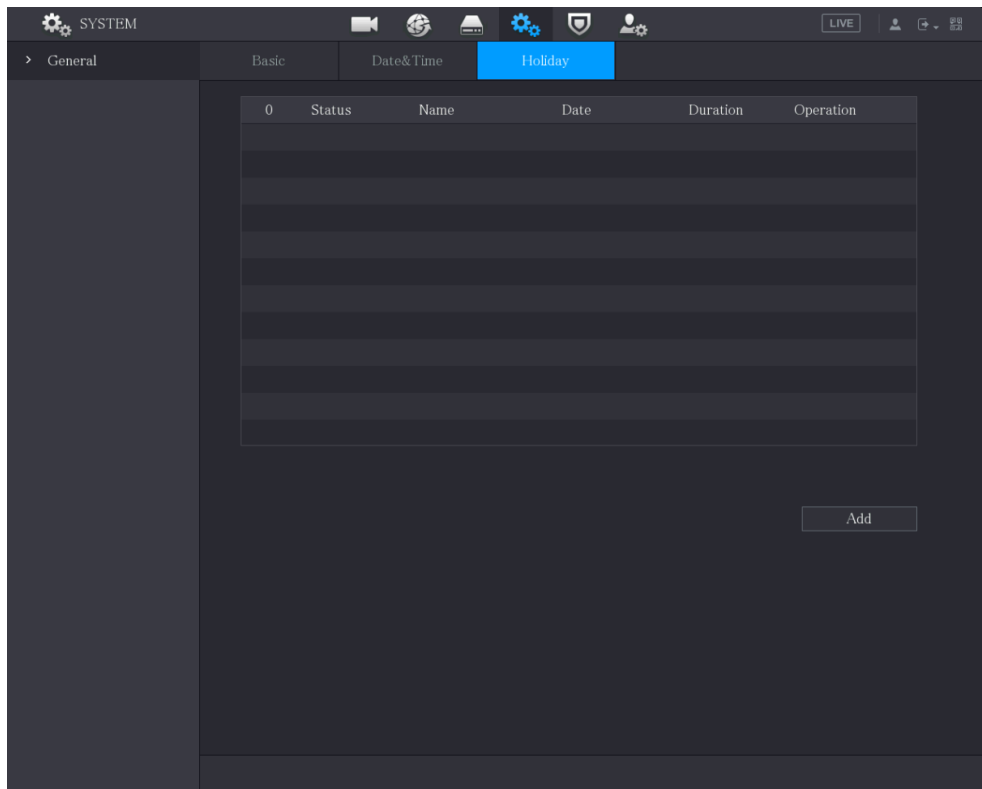 SYSTEM LIVE
General Basic Date&Time Holiday
0 Status Name Date Duration Operation
Add